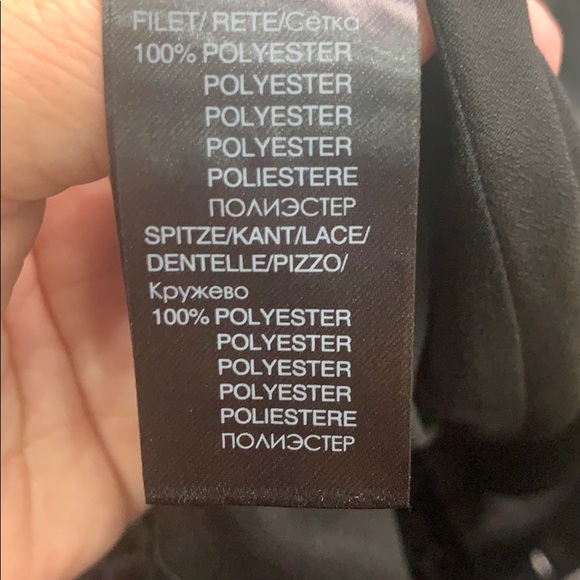 FILET/ RETE/Сетка
100% POLYESTER
POLYESTER
POLYESTER
POLYESTER
POLIESTERE
ПОЛИЭСТЕР
SPITZE/KANT/LACE/
DENTELLE/PIZZO/
Кружево
100% POLYESTER
POLYESTER
POLYESTER
POLYESTER
POLIESTERE
ПОЛИЭСТЕР